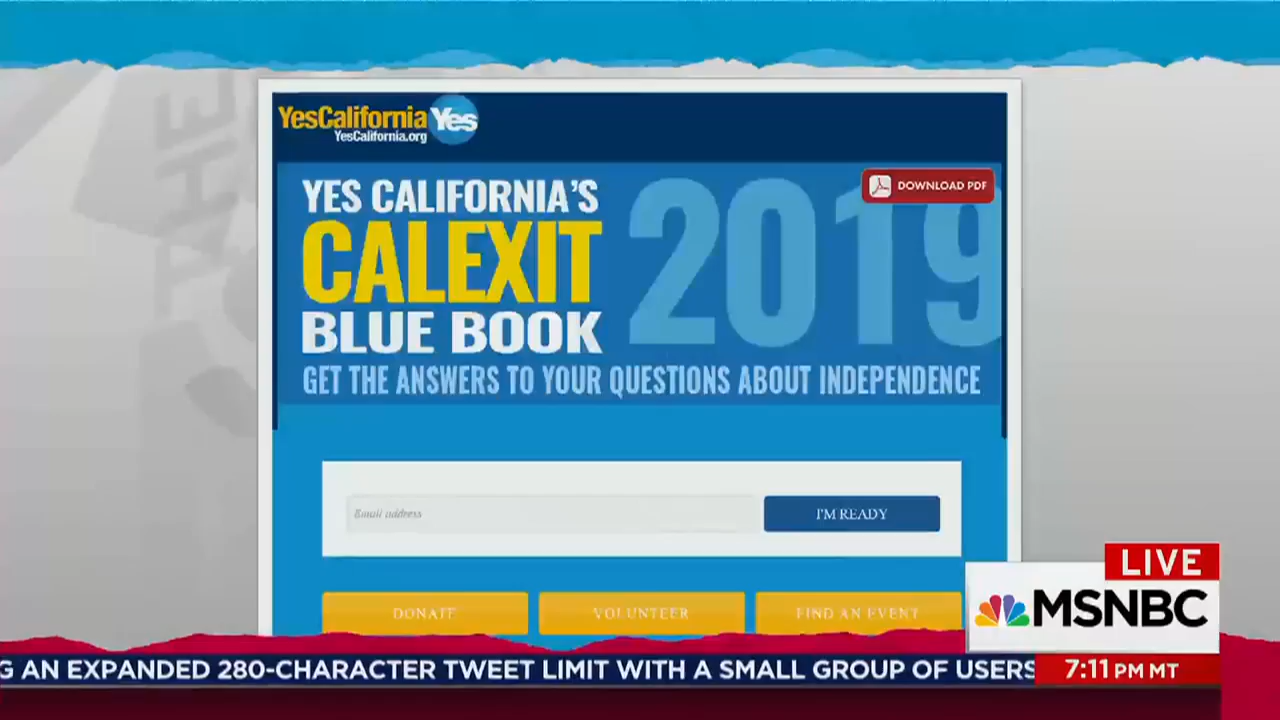 THE
YesCalifornia Yes
YesCalifornia.org
DOWNLOAD PDF
YES CALIFORNIA'S
CALEXIT
BLUE BOOK
2019
GET THE ANSWERS TO YOUR QUESTIONS ABOUT INDEPENDENCE
Email address
I'M READY
DONATE
VOLUNTEER
FIND AN EVENT
LIVE
MSNBC
G AN EXPANDED 280-CHARACTER TWEET LIMIT WITH A SMALL GROUP OF USERS
7:11 PM MT